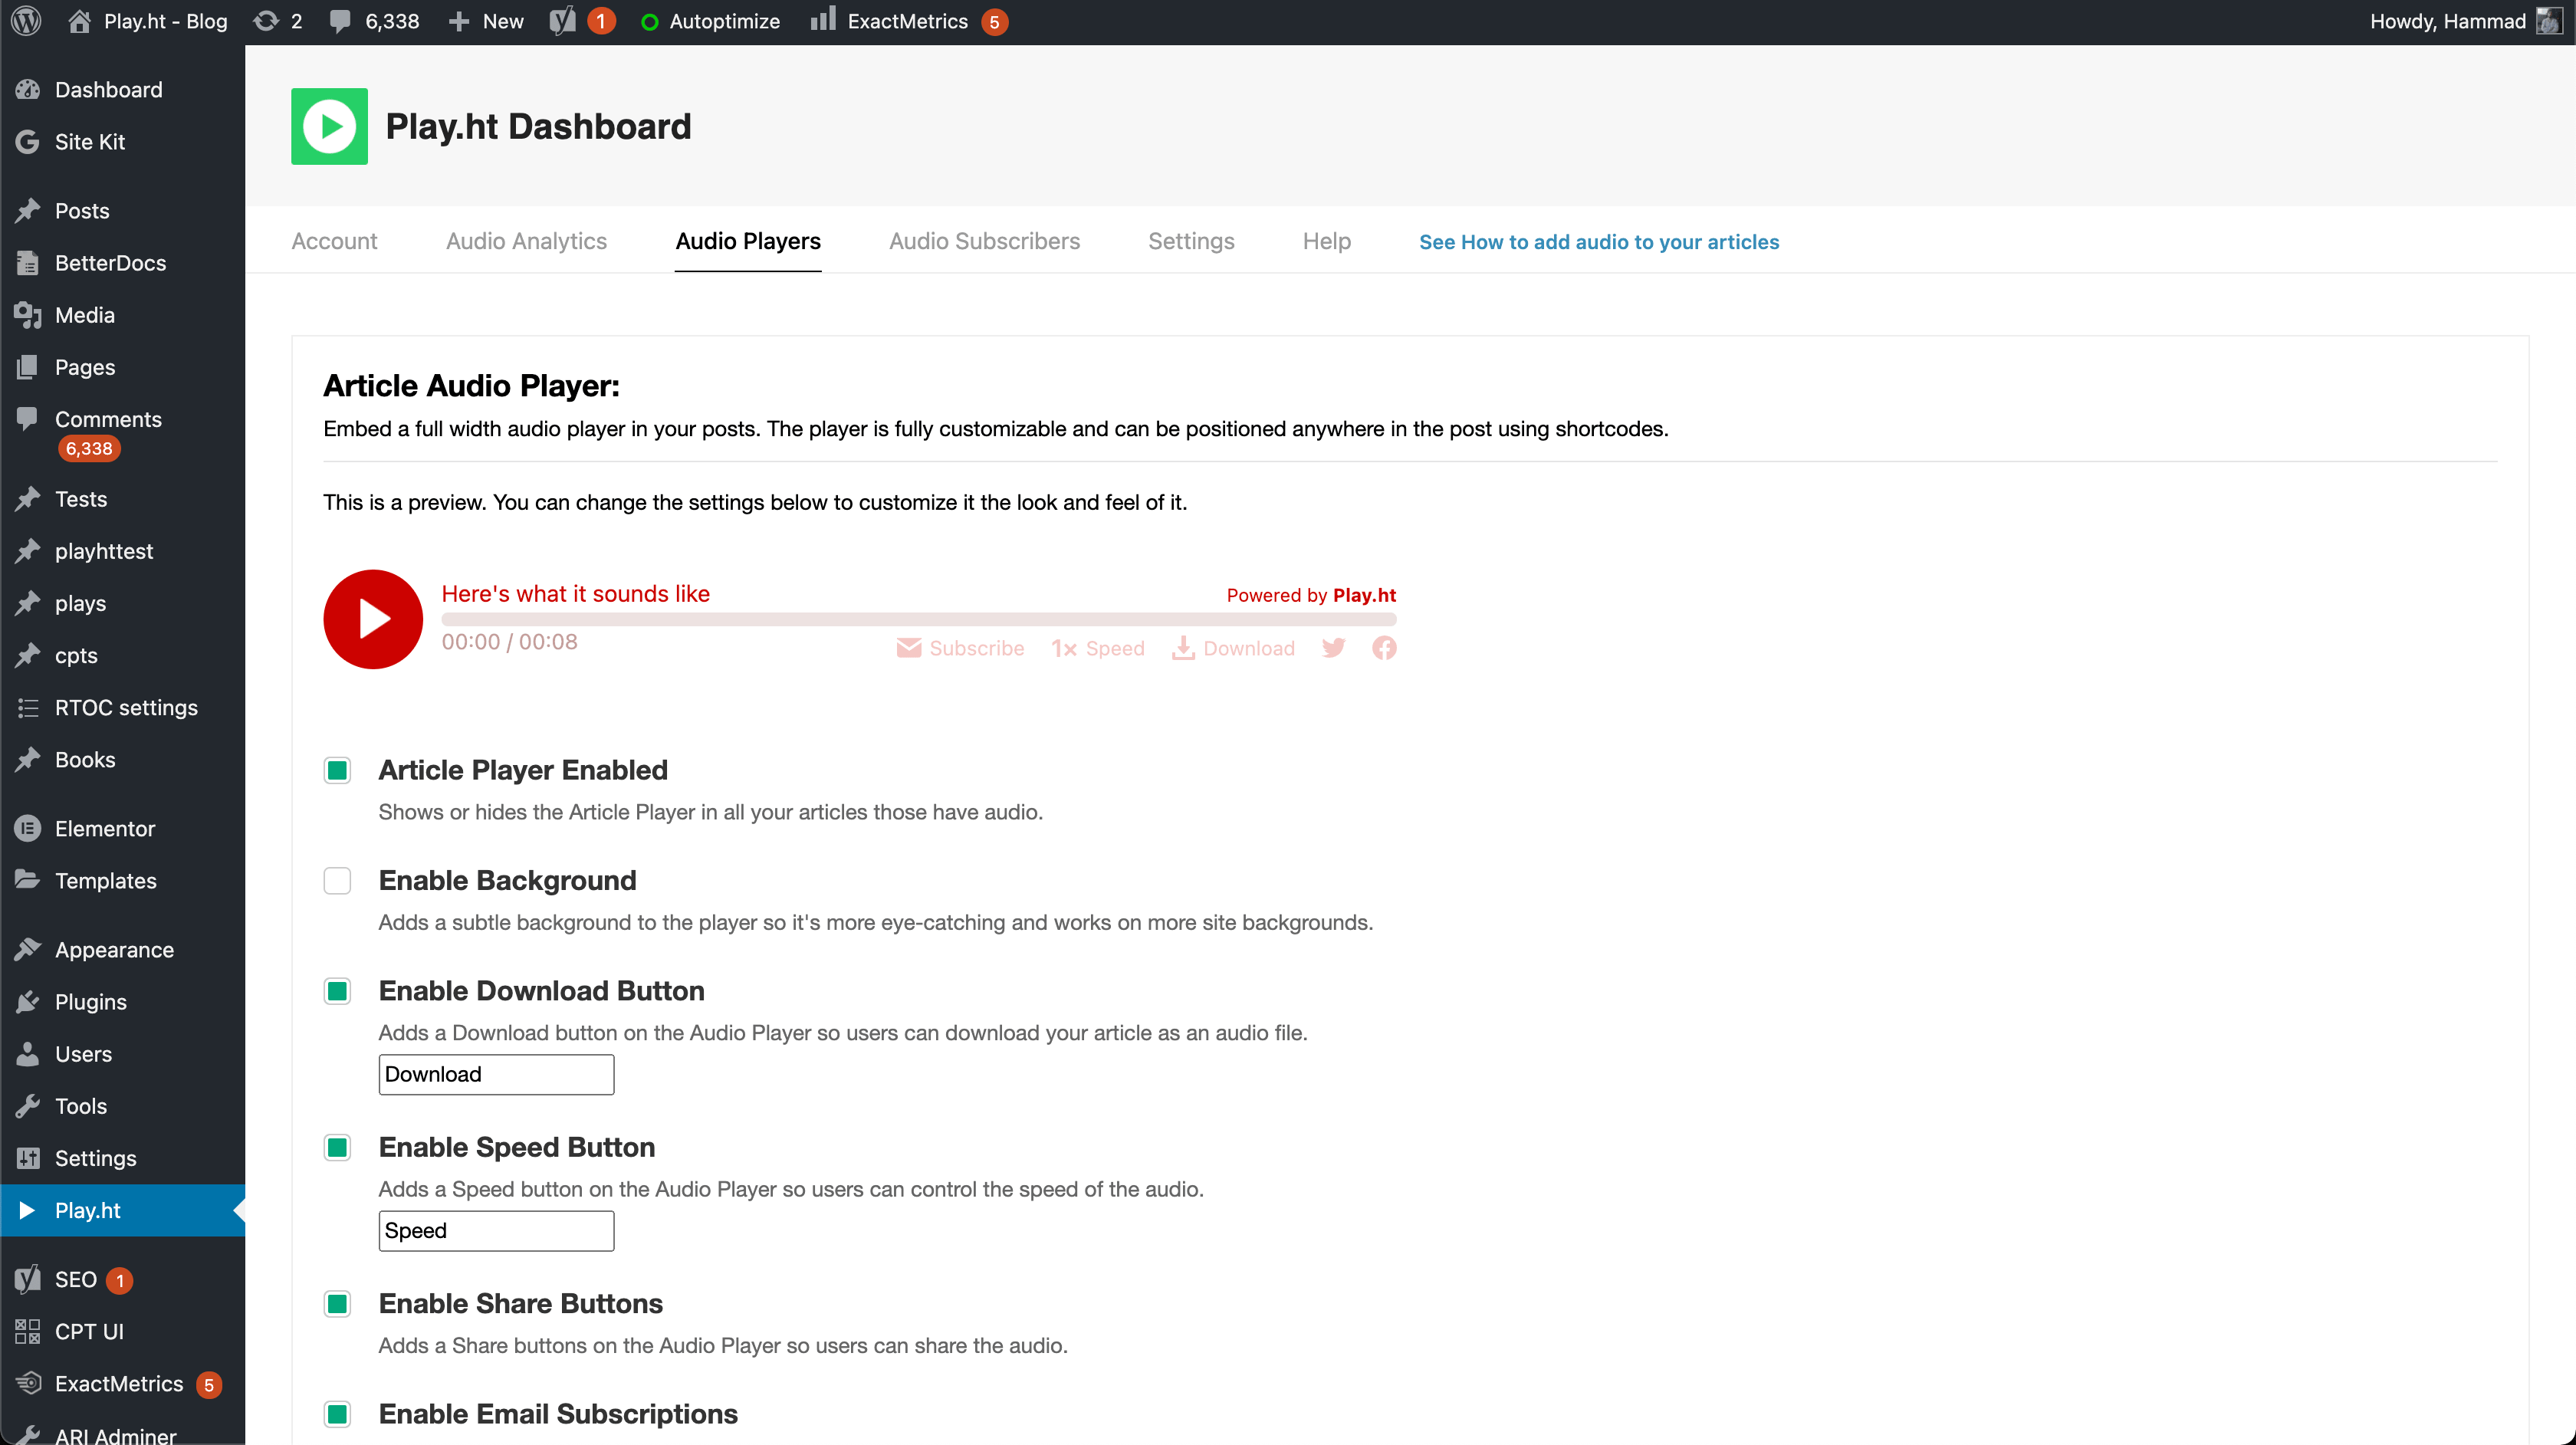 Play.ht - Blog 2 6,338 New 1 Autoptimize ExactMetrics 5 Howdy, Hammad
Dashboard
Site Kit
Posts
BetterDocs
Media
Pages
Comments
6,338
Tests
playhttest
plays
cpts
RTOC settings
Books
Elementor
Templates
Appearance
Plugins
Users
Tools
Settings
Play.ht
SEO 1
CPT UI
ExactMetrics 5
ARI Adminer
Play.ht Dashboard
Account Audio Analytics Audio Players Audio Subscribers Settings Help See How to add audio to your articles
Article Audio Player:
Embed a full width audio player in your posts. The player is fully customizable and can be positioned anywhere in the post using shortcodes.
This is a preview. You can change the settings below to customize it the look and feel of it.
Here's what it sounds like Powered by Play.ht
00:00 / 00:08 Subscribe 1x Speed Download
Article Player Enabled
Shows or hides the Article Player in all your articles those have audio.
Enable Background
Adds a subtle background to the player so it's more eye-catching and works on more site backgrounds.
Enable Download Button
Adds a Download button on the Audio Player so users can download your article as an audio file.
Download
Enable Speed Button
Adds a Speed button on the Audio Player so users can control the speed of the audio.
Speed
Enable Share Buttons
Adds a Share buttons on the Audio Player so users can share the audio.
Enable Email Subscriptions